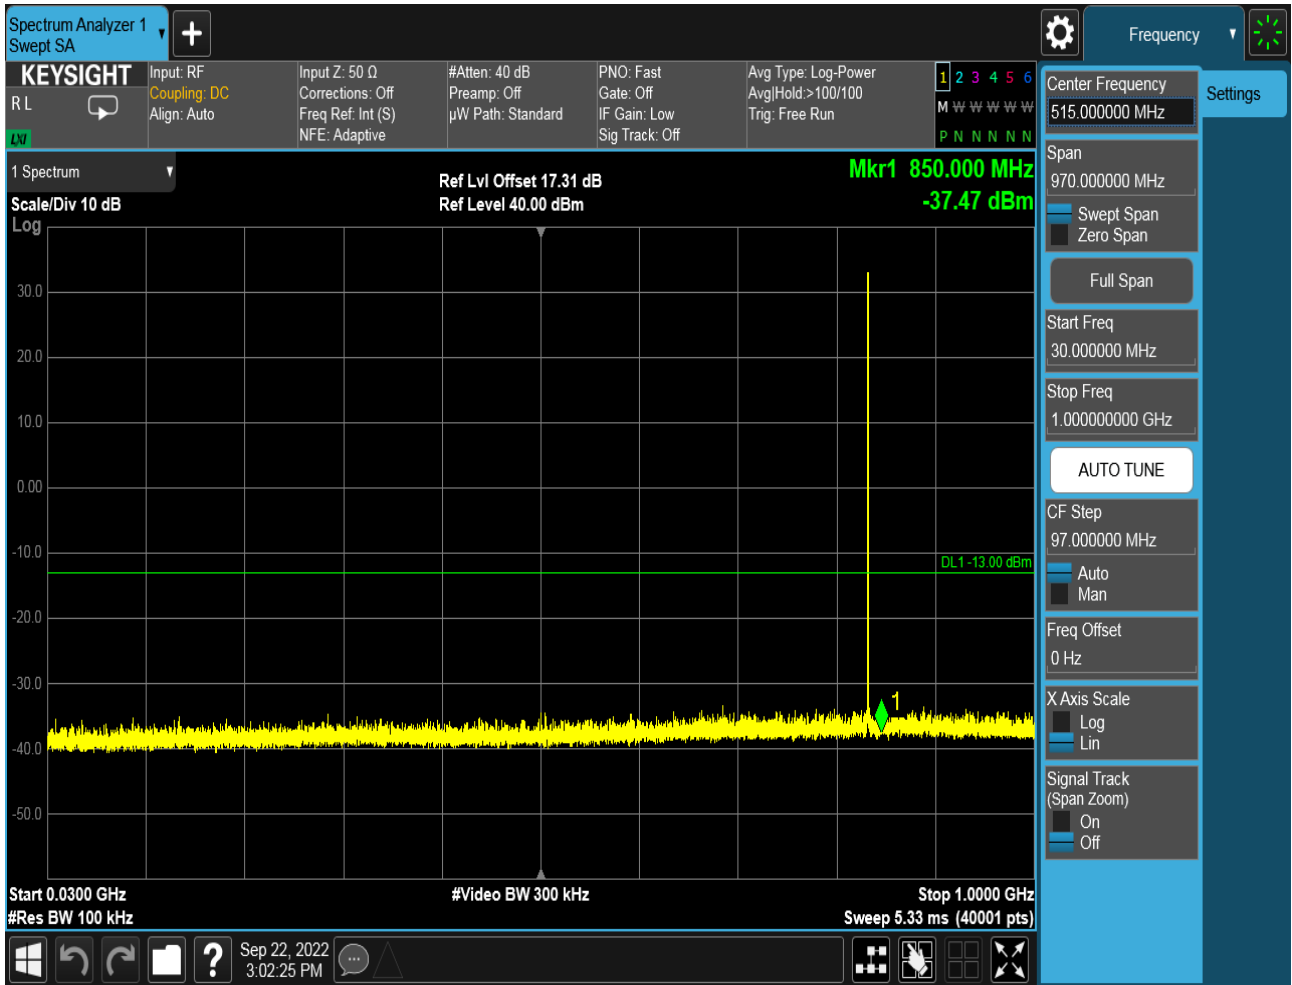 Spectrum Analyzer 1
Swept SA
Frequency
KEYSIGHT
R L
LXI
Input: RF
Coupling: DC
Align: Auto
Input Z: 50 Ω
Corrections: Off
Freq Ref: Int (S)
NFE: Adaptive
#Atten: 40 dB
Preamp: Off
µW Path: Standard
PNO: Fast
Gate: Off
IF Gain: Low
Sig Track: Off
Avg Type: Log-Power
Avg|Hold:>100/100
Trig: Free Run
1 2 3 4 5 6
M W W W W W
P N N N N N
1 Spectrum
Scale/Div 10 dB
Log
Ref Lvl Offset 17.31 dB
Ref Level 40.00 dBm
Mkr1 850.000 MHz
-37.47 dBm
30.0
20.0
10.0
0.00
-10.0
-20.0
-30.0
-40.0
-50.0
DL1 -13.00 dBm
1
Start 0.0300 GHz
#Res BW 100 kHz
#Video BW 300 kHz
Stop 1.0000 GHz
Sweep 5.33 ms (40001 pts)
Sep 22, 2022
3:02:25 PM
?
Center Frequency
515.000000 MHz
Settings
Span
970.000000 MHz
Swept Span
Zero Span
Full Span
Start Freq
30.000000 MHz
Stop Freq
1.000000000 GHz
AUTO TUNE
CF Step
97.000000 MHz
Auto
Man
Freq Offset
0 Hz
X Axis Scale
Log
Lin
Signal Track
(Span Zoom)
On
Off